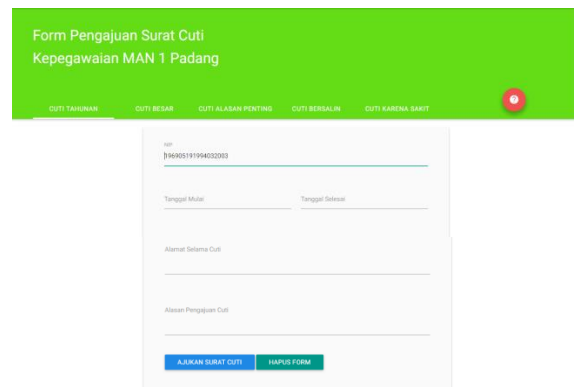 Form Pengajuan Surat Cuti
Kepegawaian MAN 1 Padang
CUTI TAHUNAN CUTI BESAR CUTI ALASAN PENTING CUTI BERSALIN CUTI KARENA SAKIT
NIP
196905191994032003
Tanggal Mulai Tanggal Selesai
Alamat Selama Cuti
Alasan Pengajuan Cuti
AJUKAN SURAT CUTI HAPUS FORM